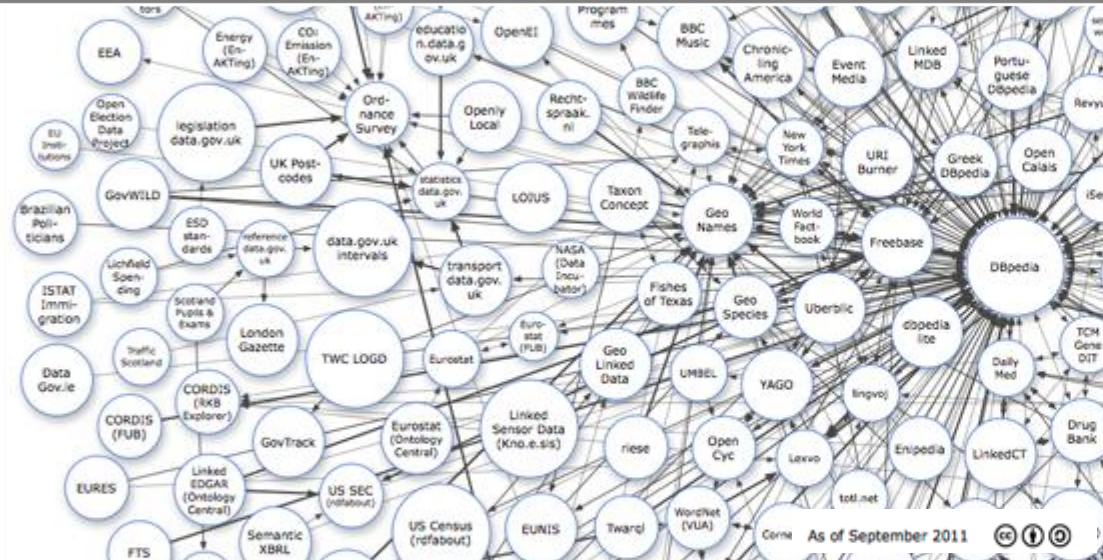 tors
EEA
Energy
(En-
AKTing)
CO2
Emission
(En-
AKTing)
AKTing)
educatio
n.data.g
ov.uk
OpenEI
Program
mes
BBC
Music
Chronic-
ling
America
Event
Media
Linked
MDB
Portu-
guese
DBpedia
EU
Insti-
tutions
Open
Election
Data
Project
legislation
data.gov.uk
Ord-
nance
Survey
Openly
Local
Recht-
spraak.
nl
BBC
Wildlife
Finder
Tele-
graphis
New
York
Times
URI
Burner
Greek
DBpedia
Open
Calais
Revyu
Brazilian
Poli-
ticians
GovWILD
UK Post-
codes
statistics
data.gov.
uk
LOIUS
Taxon
Concept
Geo
Names
World
Fact-
book
Freebase
DBpedia
iSe
ESD
stan-
dards
reference
data.gov.
uk
data.gov.uk
intervals
transport
data.gov.
uk
NASA
(Data
Incu-
bator)
Fishes
of Texas
Geo
Species
Uberblic
dbpedia
lite
ISTAT
Immi-
gration
Lichfield
Spen-
ding
Scotland
Pupils &
Exams
London
Gazette
TWC LOGD
Eurostat
Euro-
stat
(FUB)
Geo
Linked
Data
UMBEL
YAGO
lingvoj
Daily
Med
TCM
Gene
DIT
Data
Gov.ie
Traffic
Scotland
CORDIS
(RKB
Explorer)
CORDIS
(FUB)
GovTrack
Eurostat
(Ontology
Central)
Linked
Sensor Data
(Kno.e.sis)
riese
Open
Cyc
Lexvo
Enipedia
LinkedCT
Drug
Bank
EURES
Linked
EDGAR
(Ontology
Central)
US SEC
(rdfabout)
US Census
(rdfabout)
EUNIS
Twarql
WordNet
(VUA)
totl.net
FTS
Semantic
XBRL
Corne
As of September 2011